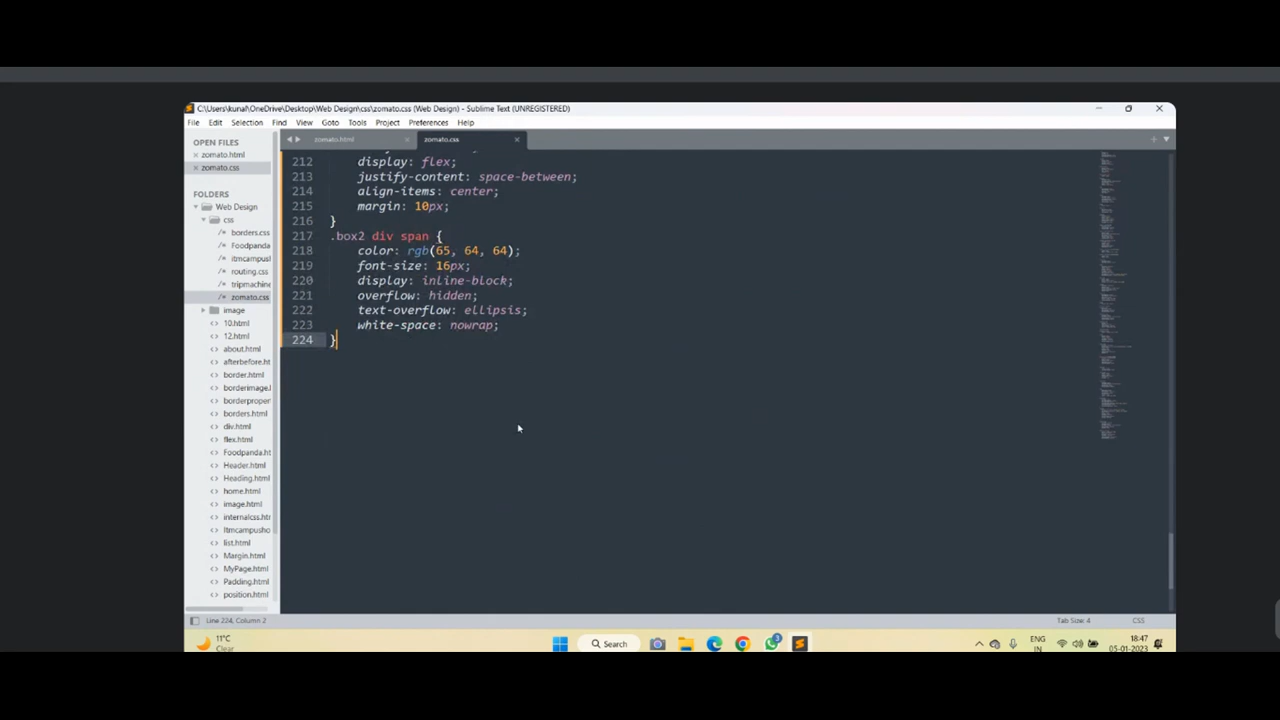 C:\Users\kunal\OneDrive\Desktop\Web Design\css\zomato.css (Web Design) - Sublime Text (UNREGISTERED)
File Edit Selection Find View Goto Tools Project Preferences Help
OPEN FILES
zomato.html
zomato.css
FOLDERS
Web Design
css
borders.css
Foodpanda
itmcampush
routing.css
tripmachine
zomato.css
image
10.html
12.html
about.html
afterbefore.ht
border.html
borderimage.h
borderpropert
borders.html
div.html
flex.html
Foodpanda.ht
Header.html
Heading.html
home.html
image.html
internalcss.ht
Itmcampusho
list.html
Margin.html
MyPage.html
Padding.html
position.html
zomato.html
zomato.css
212 display: flex;
213 justify-content: space-between;
214 align-items: center;
215 margin: 10px;
216 }
217 .box2 div span {
218 color: rgb(65, 64, 64);
219 font-size: 16px;
220 display: inline-block;
221 overflow: hidden;
222 text-overflow: ellipsis;
223 white-space: nowrap;
224 }
Line 224, Column 2
Tab Size: 4
CSS
11°C
Clear
Search
3
ENG
IN
18:47
05-01-2023